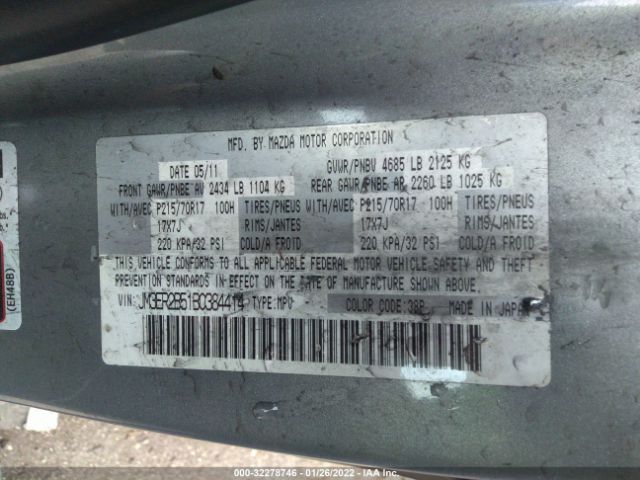 MFD. BY MAZDA MOTOR CORPORATION
DATE 05/11 GVWR/PNBV 4685 LB 2125 KG
FRONT GAWR/PNBE AV 2434 LB 1104 KG REAR GAWR/PNBE AR 2260 LB 1025 KG
WITH/AVEC P215/70R17 100H TIRES/PNEUS WITH/AVEC P215/70R17 100H TIRES/PNEUS
17X7J RIMS/JANTES 17X7J RIMS/JANTES
220 KPA/32 PSI COLD/A FROID 220 KPA/32 PSI COLD/A FROID
THIS VEHICLE CONFORMS TO ALL APPLICABLE FEDERAL MOTOR VEHICLE SAFETY AND THEFT
PREVENTION STANDARDS IN EFFECT ON THE DATE OF MANUFACTURE SHOWN ABOVE.
VIN: TYPE MPU COLOR CODE: 38P MADE IN JAPAN
(EH48B)
000-32278746 - 01/26/2022 - IAAI.COM